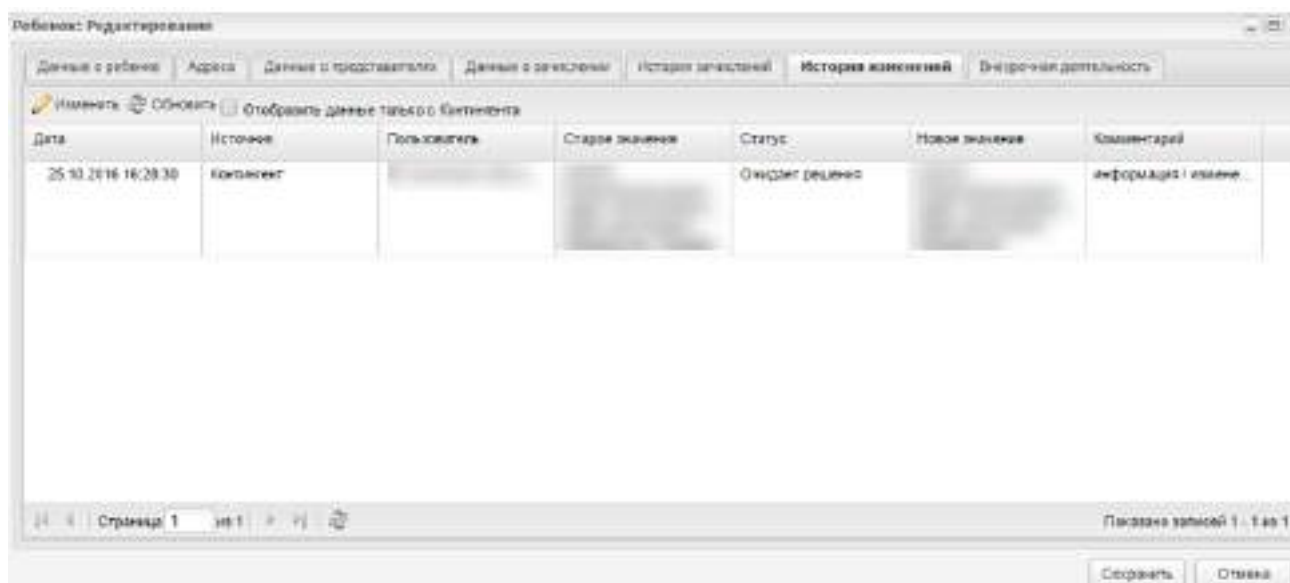 Ребенок: Редактирование
Данные о ребенке Адреса Данные о представителях Данные о зачислении История зачислений История изменений Внеурочная деятельность
Изменить Обновить Отобразить данные только с Контингента
Дата Источник Пользователь Старое значение Статус Новое значение Комментарий
25.10.2016 16:28:30 Контингент Ожидает решения информация ! измене...
Страница 1 из 1 Показано записей 1 - 1 из 1
Сохранить Отмена